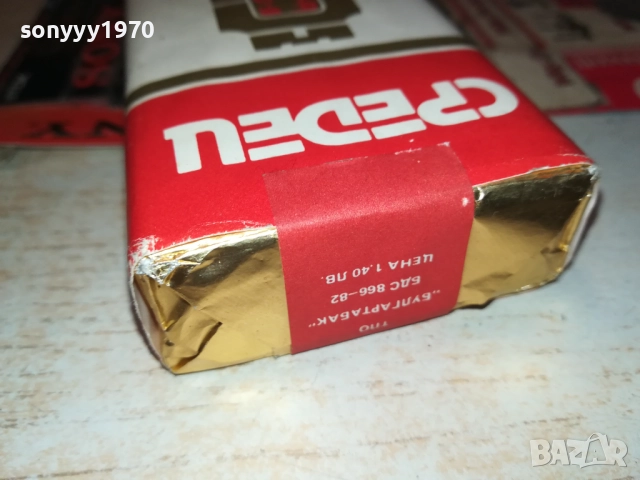 sonyyy1970
СРЕДЕЦ
ТПО
„БУЛГАРТАБАК"
БДС 866–82
ЦЕНА 1.40 ЛВ.
BAZAR